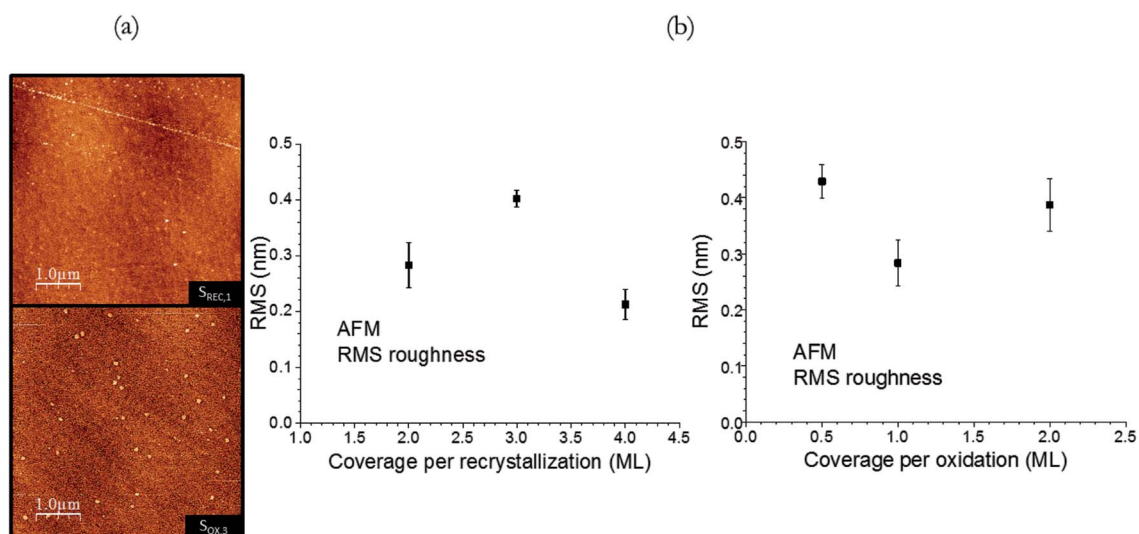 (a)
(b)
1.0µm
S_REC,1
1.0µm
S_OX,3
0.5
0.4
0.3
0.2
0.1
0.0
RMS (nm)
AFM
RMS roughness
1.0 1.5 2.0 2.5 3.0 3.5 4.0 4.5
Coverage per recrystallization (ML)
0.5
0.4
0.3
0.2
0.1
0.0
RMS (nm)
AFM
RMS roughness
0.0 0.5 1.0 1.5 2.0 2.5
Coverage per oxidation (ML)